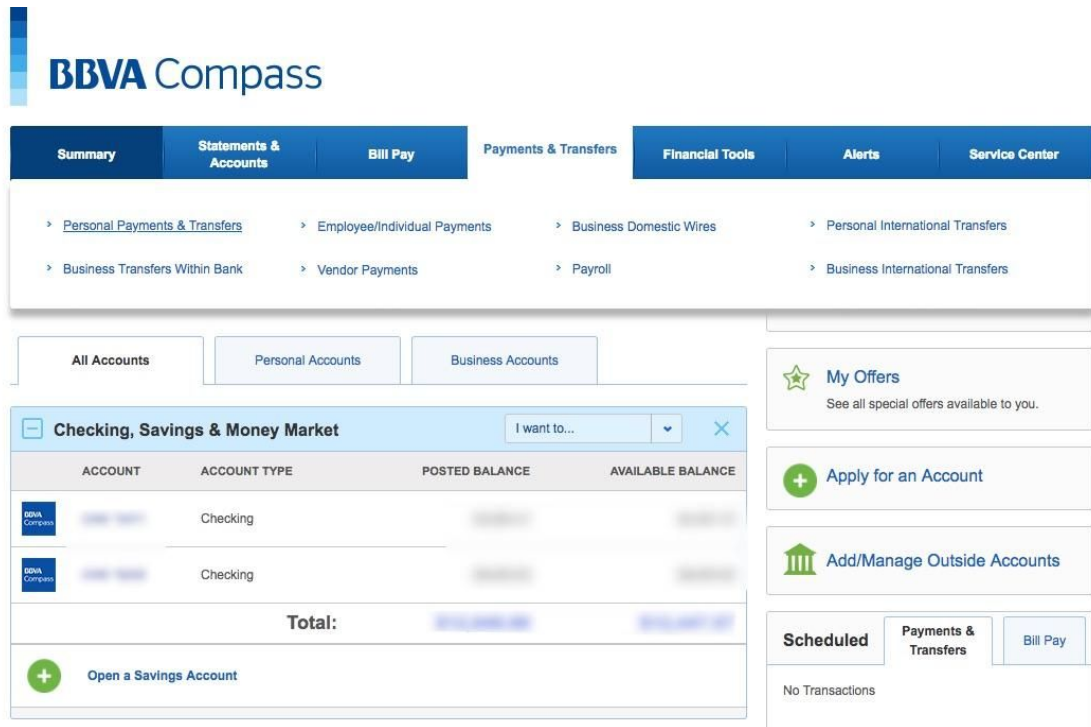 BBVA Compass
Summary
Statements &
Accounts
Bill Pay
Payments & Transfers
Financial Tools
Alerts
Service Center
> Personal Payments & Transfers
> Employee/Individual Payments
> Business Domestic Wires
> Personal International Transfers
> Business Transfers Within Bank
> Vendor Payments
> Payroll
> Business International Transfers
All Accounts
Personal Accounts
Business Accounts
Checking, Savings & Money Market
I want to...
ACCOUNT
ACCOUNT TYPE
POSTED BALANCE
AVAILABLE BALANCE
BBVA
Compass
Checking
BBVA
Compass
Checking
Total:
Open a Savings Account
My Offers
See all special offers available to you.
Apply for an Account
Add/Manage Outside Accounts
Scheduled
Payments &
Transfers
Bill Pay
No Transactions